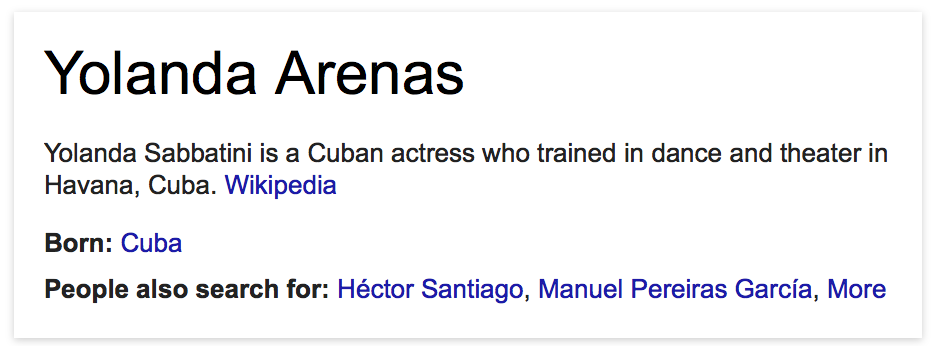 Yolanda Arenas
Yolanda Sabbatini is a Cuban actress who trained in dance and theater in
Havana, Cuba. Wikipedia
Born: Cuba
People also search for: Héctor Santiago, Manuel Pereiras García, More